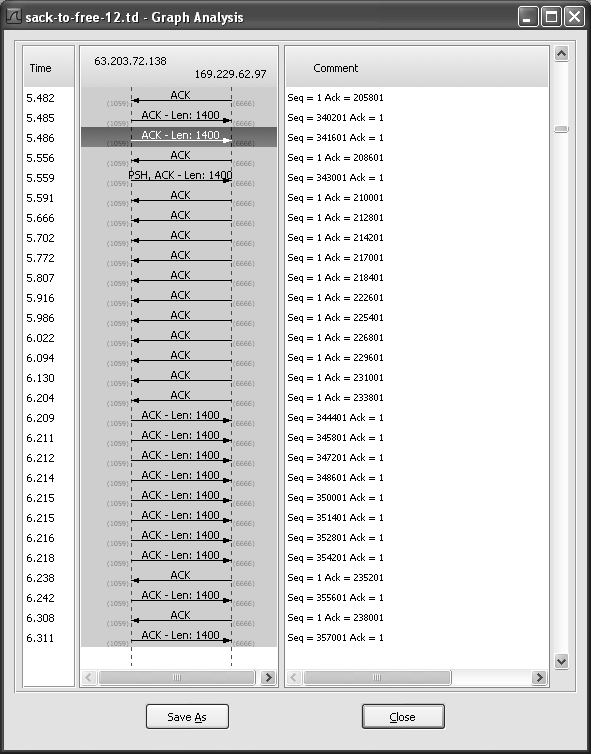 sack-to-free-12.td - Graph Analysis
Time 63.203.72.138 169.229.62.97 Comment
5.482 (1059) ACK (6666) Seq = 1 Ack = 205801
5.485 (1059) ACK - Len: 1400 (6666) Seq = 340201 Ack = 1
5.486 (1059) ACK - Len: 1400 (6666) Seq = 341601 Ack = 1
5.556 (1059) ACK (6666) Seq = 1 Ack = 208601
5.559 (1059) PSH, ACK - Len: 1400 (6666) Seq = 343001 Ack = 1
5.591 (1059) ACK (6666) Seq = 1 Ack = 210001
5.666 (1059) ACK (6666) Seq = 1 Ack = 212801
5.702 (1059) ACK (6666) Seq = 1 Ack = 214201
5.772 (1059) ACK (6666) Seq = 1 Ack = 217001
5.807 (1059) ACK (6666) Seq = 1 Ack = 218401
5.916 (1059) ACK (6666) Seq = 1 Ack = 222601
5.986 (1059) ACK (6666) Seq = 1 Ack = 225401
6.022 (1059) ACK (6666) Seq = 1 Ack = 226801
6.094 (1059) ACK (6666) Seq = 1 Ack = 229601
6.130 (1059) ACK (6666) Seq = 1 Ack = 231001
6.204 (1059) ACK (6666) Seq = 1 Ack = 233801
6.209 (1059) ACK - Len: 1400 (6666) Seq = 344401 Ack = 1
6.211 (1059) ACK - Len: 1400 (6666) Seq = 345801 Ack = 1
6.212 (1059) ACK - Len: 1400 (6666) Seq = 347201 Ack = 1
6.214 (1059) ACK - Len: 1400 (6666) Seq = 348601 Ack = 1
6.215 (1059) ACK - Len: 1400 (6666) Seq = 350001 Ack = 1
6.215 (1059) ACK - Len: 1400 (6666) Seq = 351401 Ack = 1
6.216 (1059) ACK - Len: 1400 (6666) Seq = 352801 Ack = 1
6.218 (1059) ACK - Len: 1400 (6666) Seq = 354201 Ack = 1
6.238 (1059) ACK (6666) Seq = 1 Ack = 235201
6.242 (1059) ACK - Len: 1400 (6666) Seq = 355601 Ack = 1
6.308 (1059) ACK (6666) Seq = 1 Ack = 238001
6.311 (1059) ACK - Len: 1400 (6666) Seq = 357001 Ack = 1
Save As Close